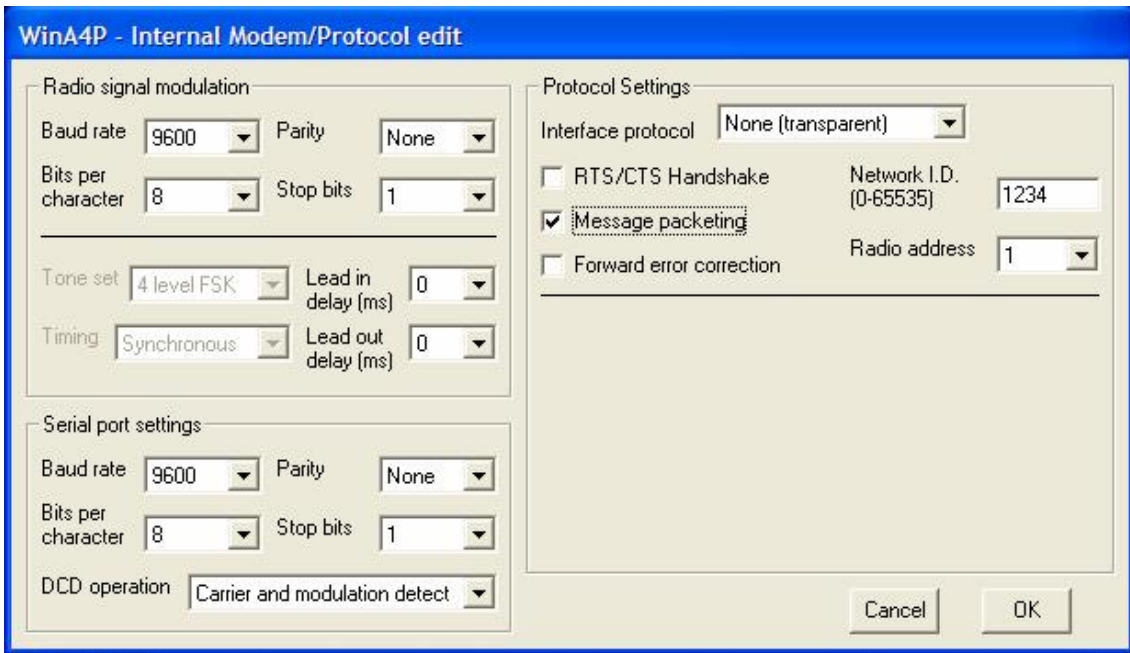 WinA4P - Internal Modem/Protocol edit
Radio signal modulation
Baud rate 9600 Parity None
Bits per
character 8 Stop bits 1
Tone set 4 level FSK Lead in
delay (ms) 0
Timing Synchronous Lead out
delay (ms) 0
Serial port settings
Baud rate 9600 Parity None
Bits per
character 8 Stop bits 1
DCD operation Carrier and modulation detect
Protocol Settings
Interface protocol None (transparent)
RTS/CTS Handshake
Message packeting
Forward error correction
Network I.D.
(0-65535) 1234
Radio address 1
Cancel OK